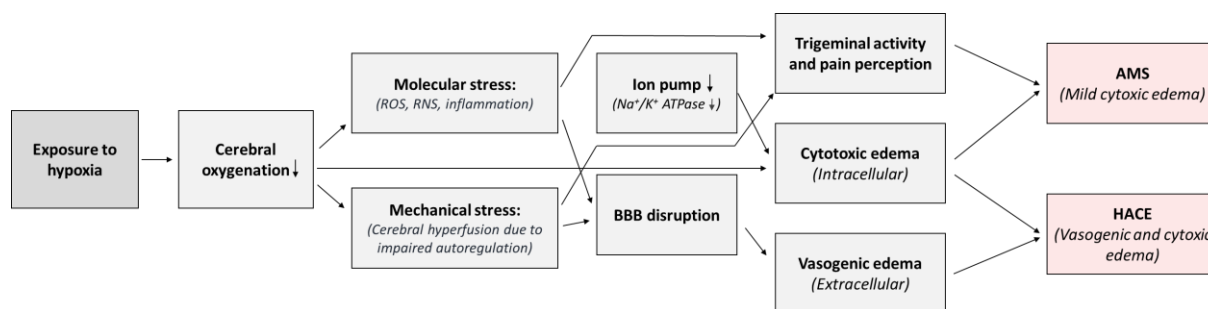 Exposure to
hypoxia
Cerebral
oxygenation↓
Molecular stress:
(ROS, RNS, inflammation)
Mechanical stress:
(Cerebral hyperfusion due to
impaired autoregulation)
Ion pump ↓
(Na⁺/K⁺ ATPase ↓)
BBB disruption
Trigeminal activity
and pain perception
Cytotoxic edema
(Intracellular)
Vasogenic edema
(Extracellular)
AMS
(Mild cytoxic edema)
HACE
(Vasogenic and cytoxic
edema)